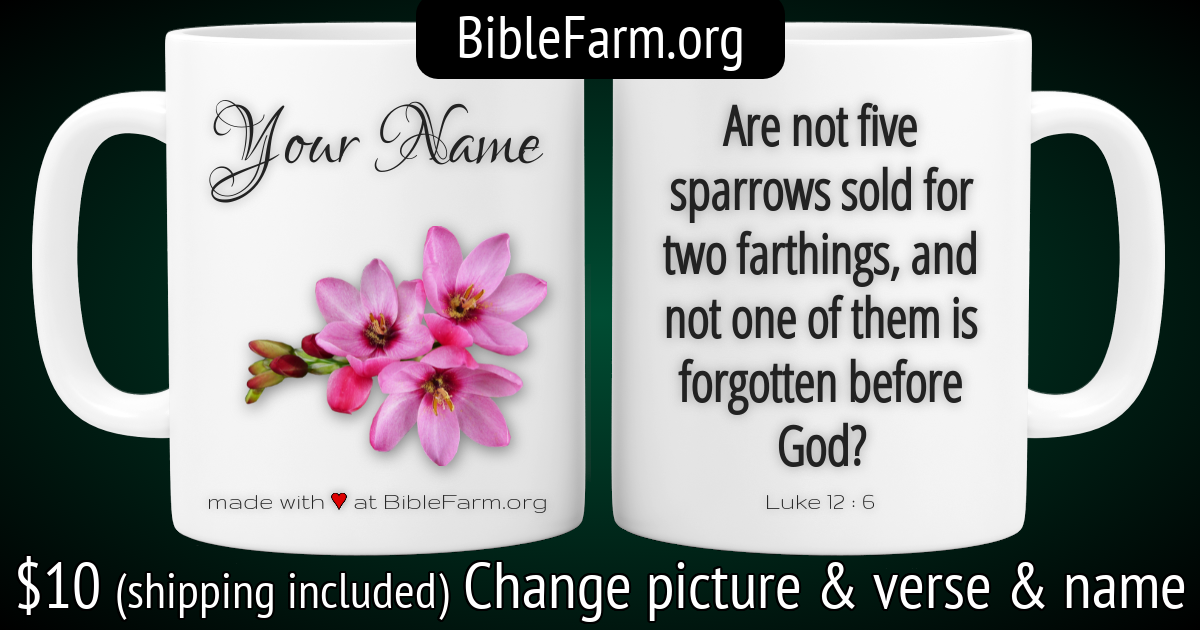 BibleFarm.org
Your Name
made with ♥ at BibleFarm.org
Are not five
sparrows sold for
two farthings, and
not one of them is
forgotten before
God?
Luke 12 : 6
$10 (shipping included) Change picture & verse & name